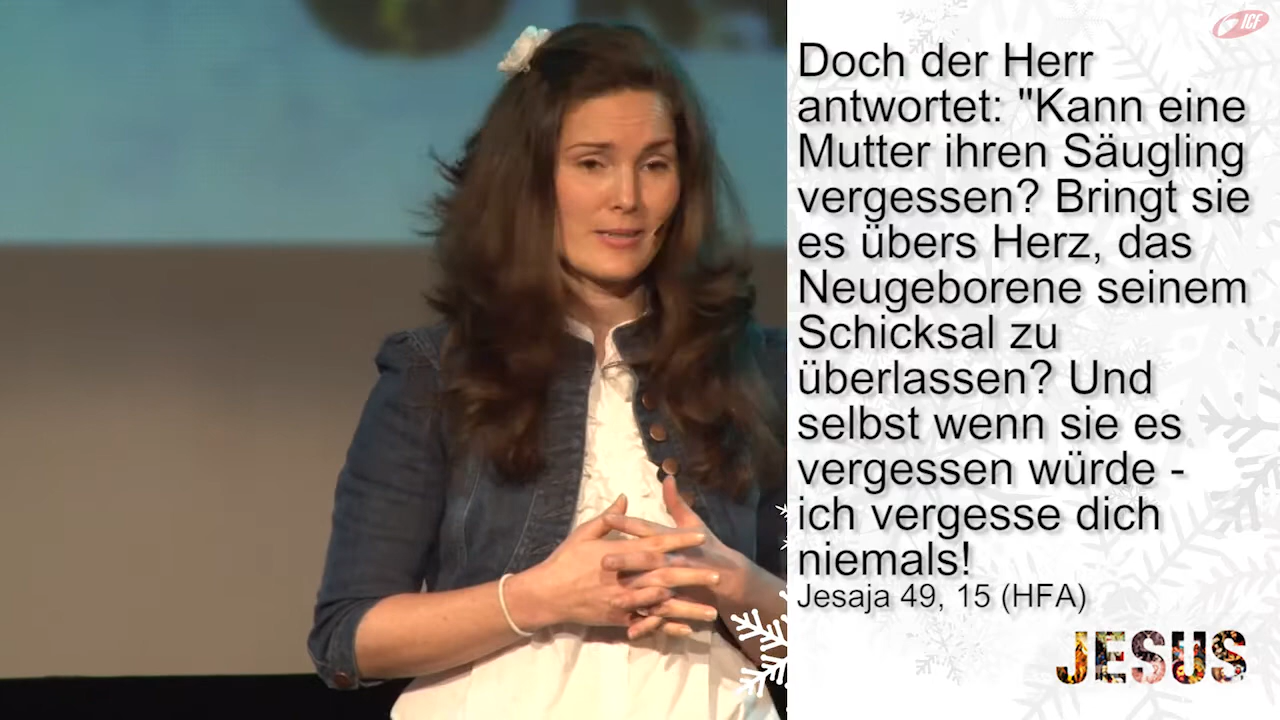 ICF
Doch der Herr
antwortet: "Kann eine
Mutter ihren Säugling
vergessen? Bringt sie
es übers Herz, das
Neugeborene seinem
Schicksal zu
überlassen? Und
selbst wenn sie es
vergessen würde -
ich vergesse dich
niemals!
Jesaja 49, 15 (HFA)
JESUS